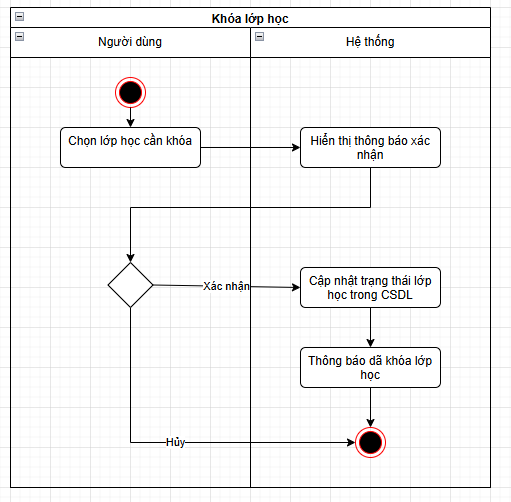 Khóa lớp học
Người dùng
Hệ thống
Chọn lớp học cần khóa
Hiển thị thông báo xác
nhận
Xác nhận
Cập nhật trạng thái lớp
học trong CSDL
Thông báo dã khóa lớp
học
Hủy